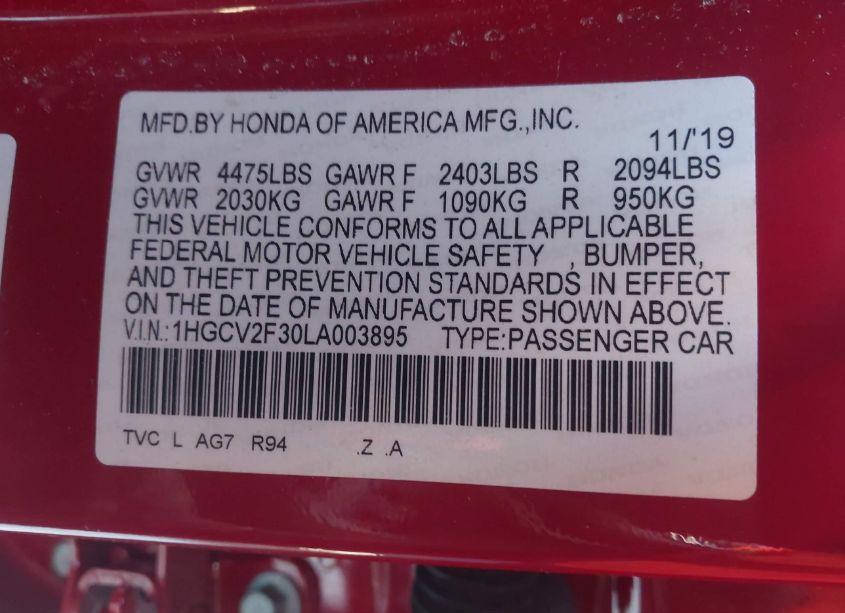 MFD.BY HONDA OF AMERICA MFG.,INC.
11/'19
GVWR 4475LBS GAWR F 2403LBS R 2094LBS
GVWR 2030KG GAWR F 1090KG R 950KG
THIS VEHICLE CONFORMS TO ALL APPLICABLE
FEDERAL MOTOR VEHICLE SAFETY , BUMPER,
AND THEFT PREVENTION STANDARDS IN EFFECT
ON THE DATE OF MANUFACTURE SHOWN ABOVE.
V.I.N.:1HGCV2F30LA003895 TYPE:PASSENGER CAR
TVC L AG7 R94 .Z .A